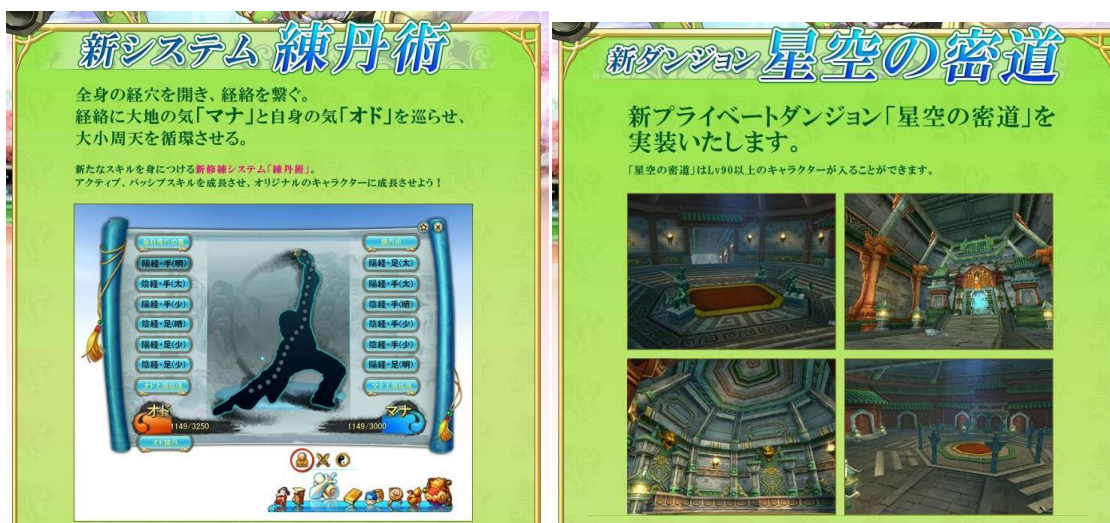 新システム 練丹術
全身の経穴を開き、経絡を繋ぐ。
経絡に大地の気「マナ」と自身の気「オド」を巡らせ、
大小周天を循環させる。
新たなスキルを身につける新修練システム「練丹術」。
アクティブ、パッシブスキルを成長させ、オリジナルのキャラクターに成長させよう！
陽経・手(明)
陰経・手(太)
陽経・手(少)
陰経・足(暗)
陽経・足(少)
陰経・足(少)
陽経・足(太)
陰経・手(太)
陰経・手(暗)
陰経・手(少)
陰経・手(少)
陽経・足(明)
オド
1149/3250
マナ
1149/3000
新ダンジョン 星空の密道
新プライベートダンジョン「星空の密道」を
実装いたします。
「星空の密道」はLv90以上のキャラクターが入ることができます。